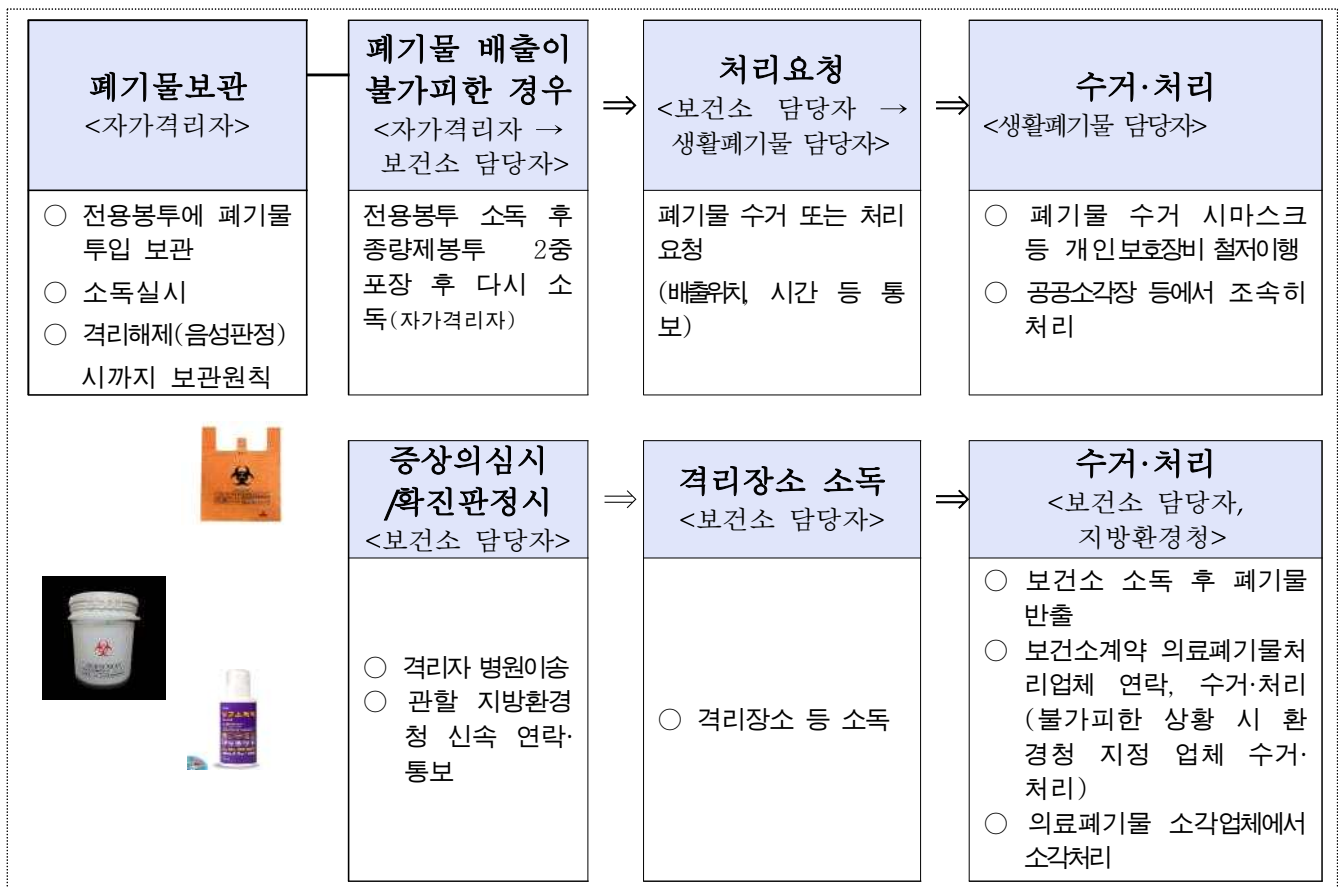 폐기물보관
<자가격리자>
○ 전용봉투에 폐기물
투입 보관
○ 소독실시
○ 격리해제(음성판정)
시까지 보관원칙
폐기물 배출이
불가피한 경우
<자가격리자 →
보건소 담당자>
전용봉투 소독 후
종량제봉투 2중
포장 후 다시 소
독(자가격리자)
⇒
처리요청
<보건소 담당자 →
생활폐기물 담당자>
폐기물 수거 또는 처리
요청
(배출위치, 시간 등 통
보)
⇒
수거·처리
<생활폐기물 담당자>
○ 폐기물 수거 시마스크
등 개인보호장비 철저이행
○ 공공소각장 등에서 조속히
처리
증상의심시
/확진판정시
<보건소 담당자>
○ 격리자 병원이송
○ 관할 지방환경
청 신속 연락·
통보
⇒
격리장소 소독
<보건소 담당자>
○ 격리장소 등 소독
⇒
수거·처리
<보건소 담당자,
지방환경청>
○ 보건소 소독 후 폐기물
반출
○ 보건소계약 의료폐기물처
리업체 연락, 수거·처리
(불가피한 상황 시 환
경청 지정 업체 수거·
처리)
○ 의료폐기물 소각업체에서
소각처리